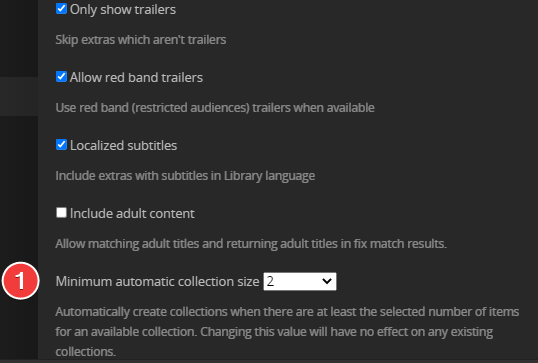 Only show trailers
Skip extras which aren't trailers
Allow red band trailers
Use red band (restricted audiences) trailers when available
Localized subtitles
Include extras with subtitles in Library language
Include adult content
Allow matching adult titles and returning adult titles in fix match results.
1 Minimum automatic collection size 2
Automatically create collections when there are at least the selected number of items
for an available collection. Changing this value will have no effect on any existing
collections.